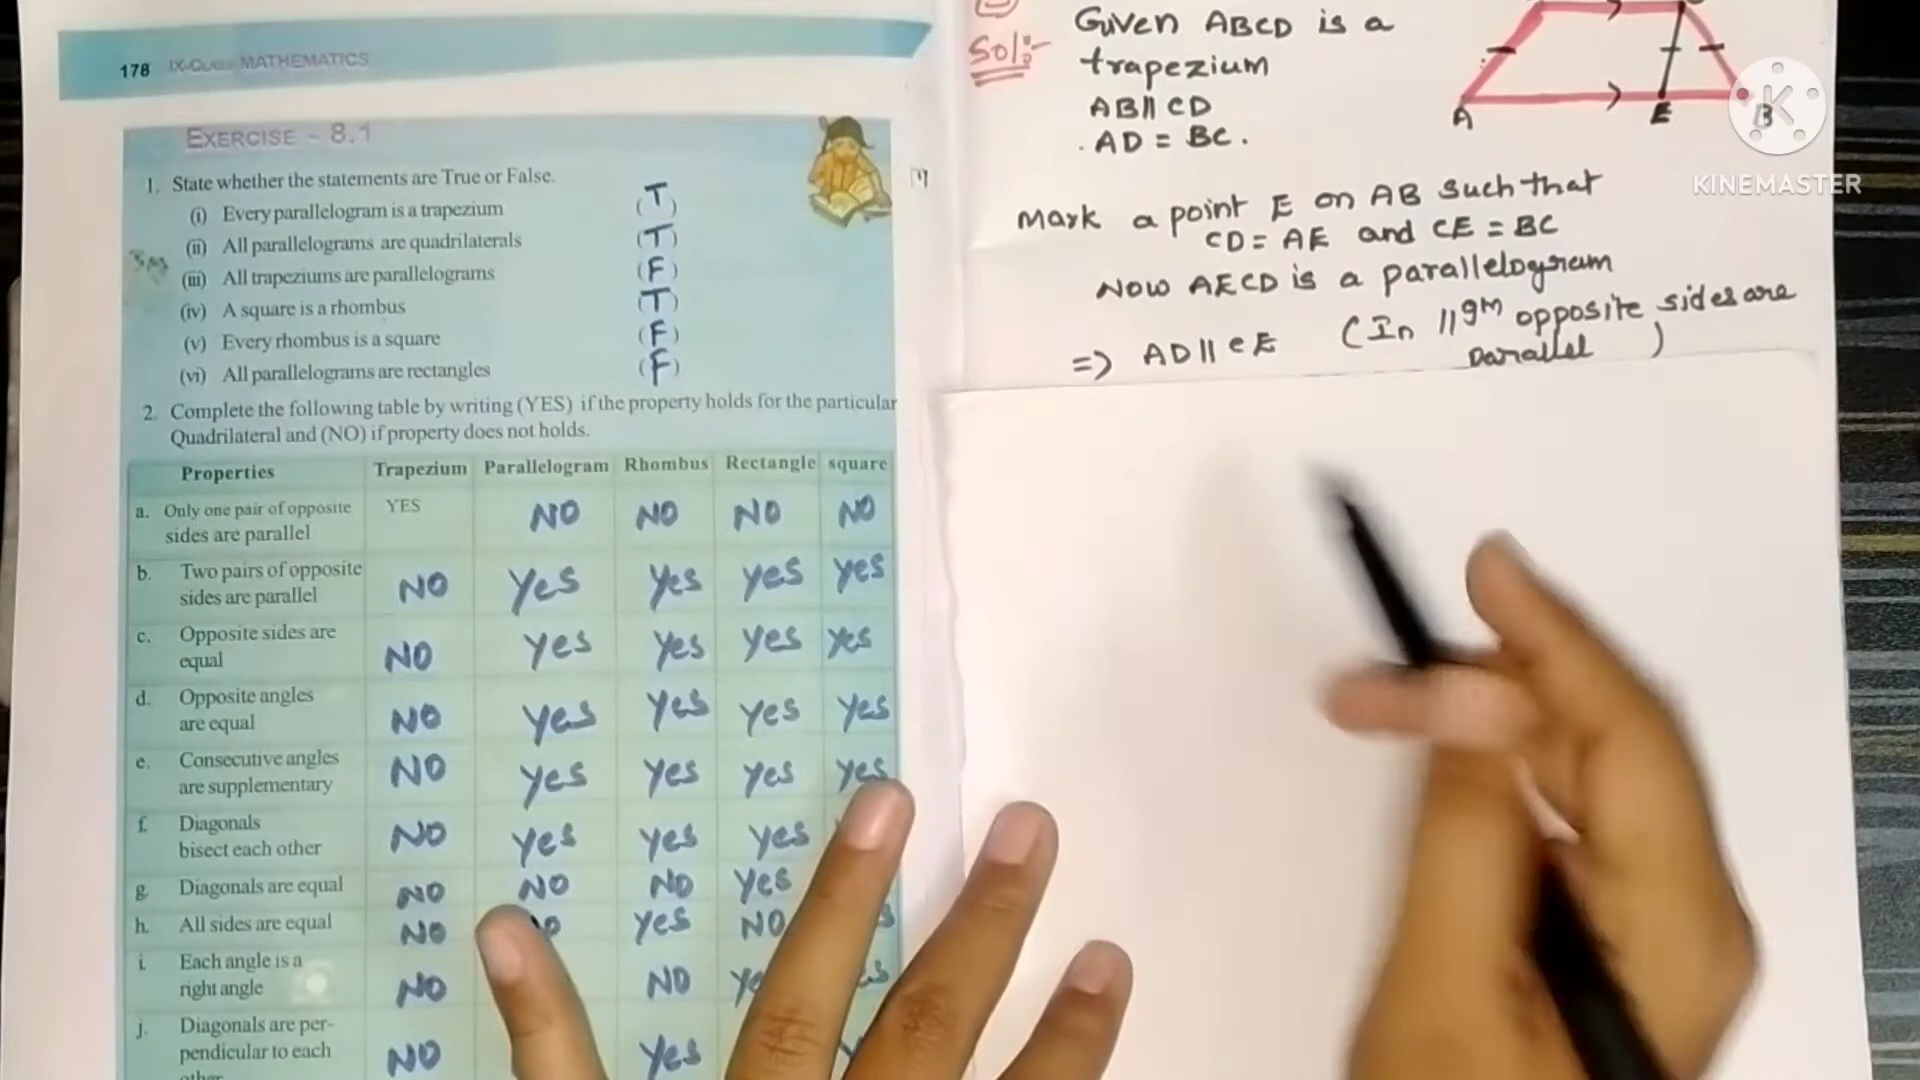 178 IX-Class MATHEMATICS
EXERCISE - 8.1
1. State whether the statements are True or False.
(i) Every parallelogram is a trapezium (T)
(ii) All parallelograms are quadrilaterals (T)
(iii) All trapeziums are parallelograms (F)
(iv) A square is a rhombus (T)
(v) Every rhombus is a square (F)
(vi) All parallelograms are rectangles (F)
2. Complete the following table by writing (YES) if the property holds for the particular
Quadrilateral and (NO) if property does not holds.
Properties Trapezium Parallelogram Rhombus Rectangle square
a. Only one pair of opposite YES NO NO NO NO
sides are parallel
b. Two pairs of opposite NO Yes Yes Yes Yes
sides are parallel
c. Opposite sides are NO Yes Yes Yes Yes
equal
d. Opposite angles NO Yes Yes Yes Yes
are equal
e. Consecutive angles NO Yes Yes Yes Yes
are supplementary
f. Diagonals NO Yes Yes Yes
bisect each other
g. Diagonals are equal NO NO NO Yes
h. All sides are equal NO Yes NO
i. Each angle is a NO NO
right angle
j. Diagonals are per- NO Yes
pendicular to each
other
Sol:-
Given ABCD is a
trapezium
AB || CD
AD = BC.
A E B
KINEMASTER
Mark a point E on AB such that
CD = AE and CE = BC
Now AECD is a parallelogram
=> AD || CE (In ||gm opposite sides are
parallel)